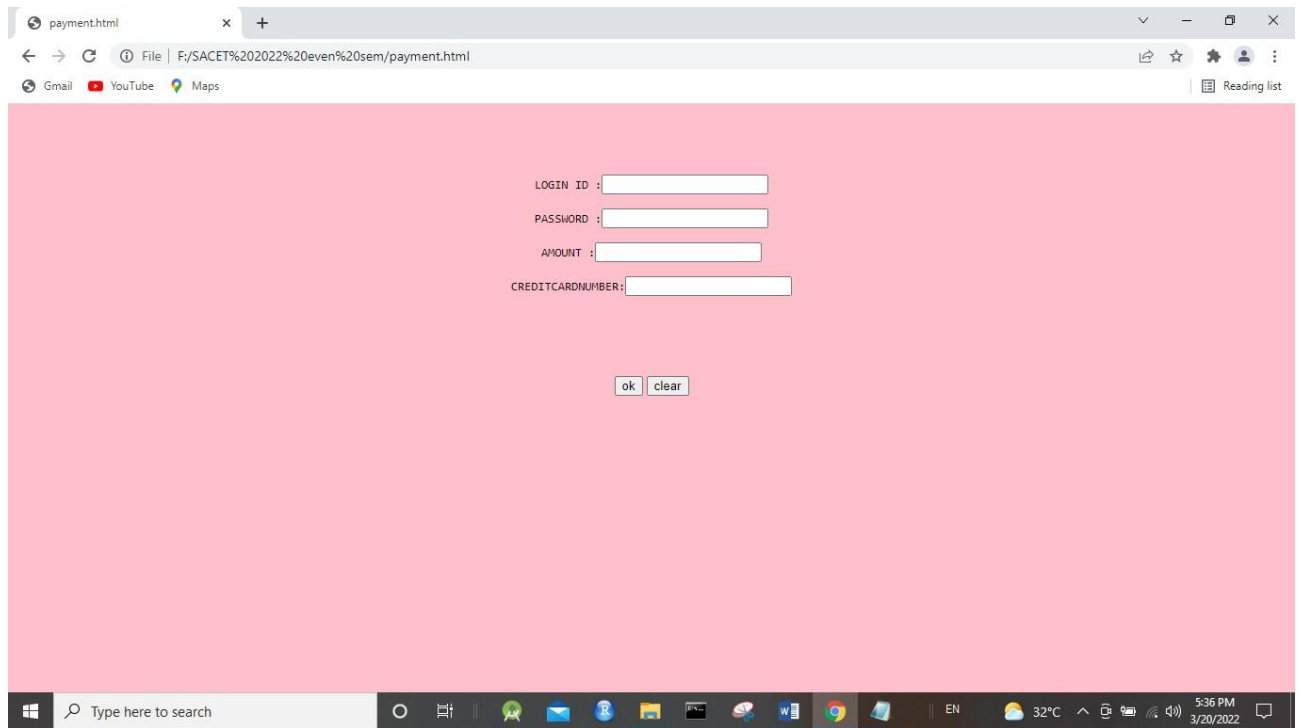 payment.html
File F:/SACET%202022%20even%20sem/payment.html
Gmail YouTube Maps Reading list
LOGIN ID :
PASSWORD :
AMOUNT :
CREDITCARDNUMBER:
ok clear
Type here to search EN 32°C 5:36 PM
3/20/2022